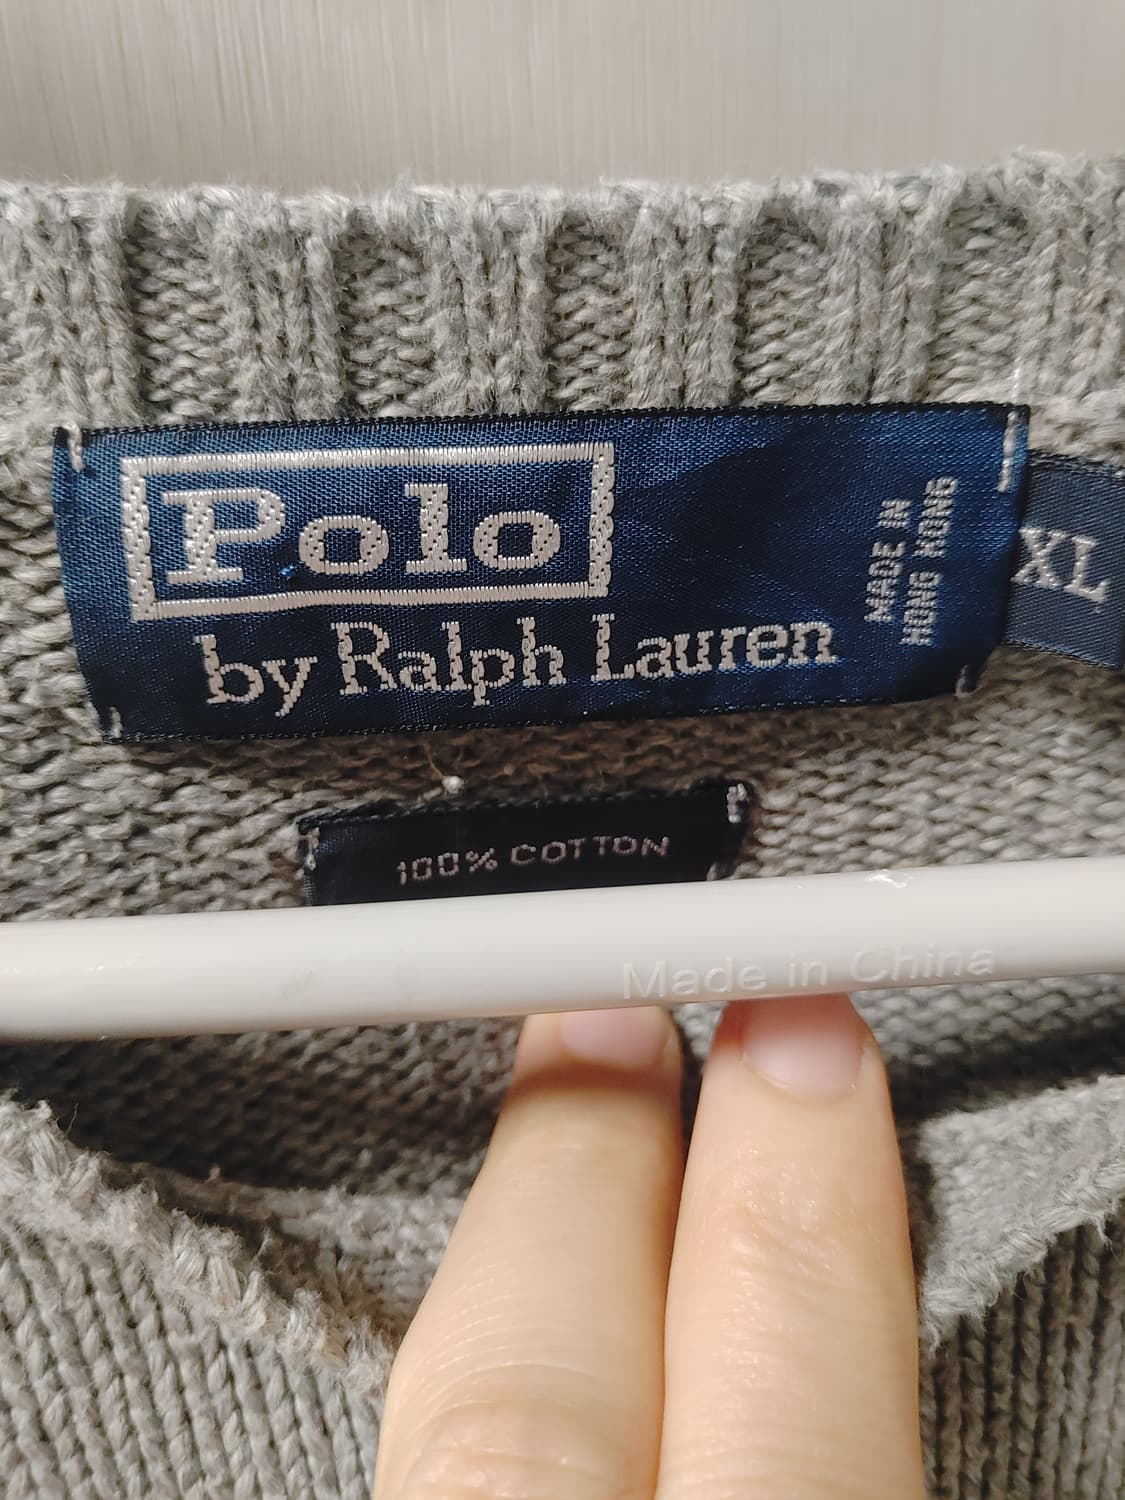 Polo
by Ralph Lauren
MADE IN
HONG KONG
XL
100% COTTON
Made in China